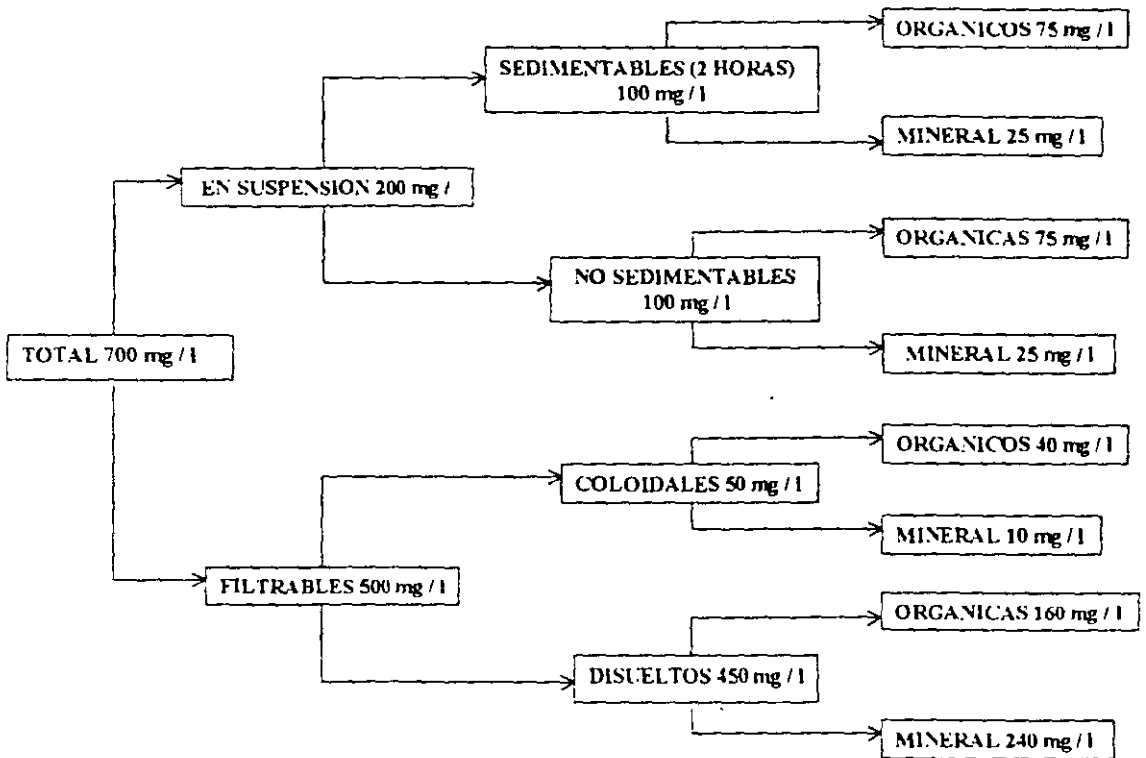 ORGANICOS 75 mg / l
SEDIMENTABLES (2 HORAS)
100 mg / l
MINERAL 25 mg / l
EN SUSPENSION 200 mg /
ORGANICAS 75 mg / l
NO SEDIMENTABLES
100 mg / l
MINERAL 25 mg / l
TOTAL 700 mg / l
ORGANICOS 40 mg / l
COLOIDALES 50 mg / l
MINERAL 10 mg / l
FILTRABLES 500 mg / l
ORGANICAS 160 mg / l
DISUELTOS 450 mg / l
MINERAL 240 mg / l